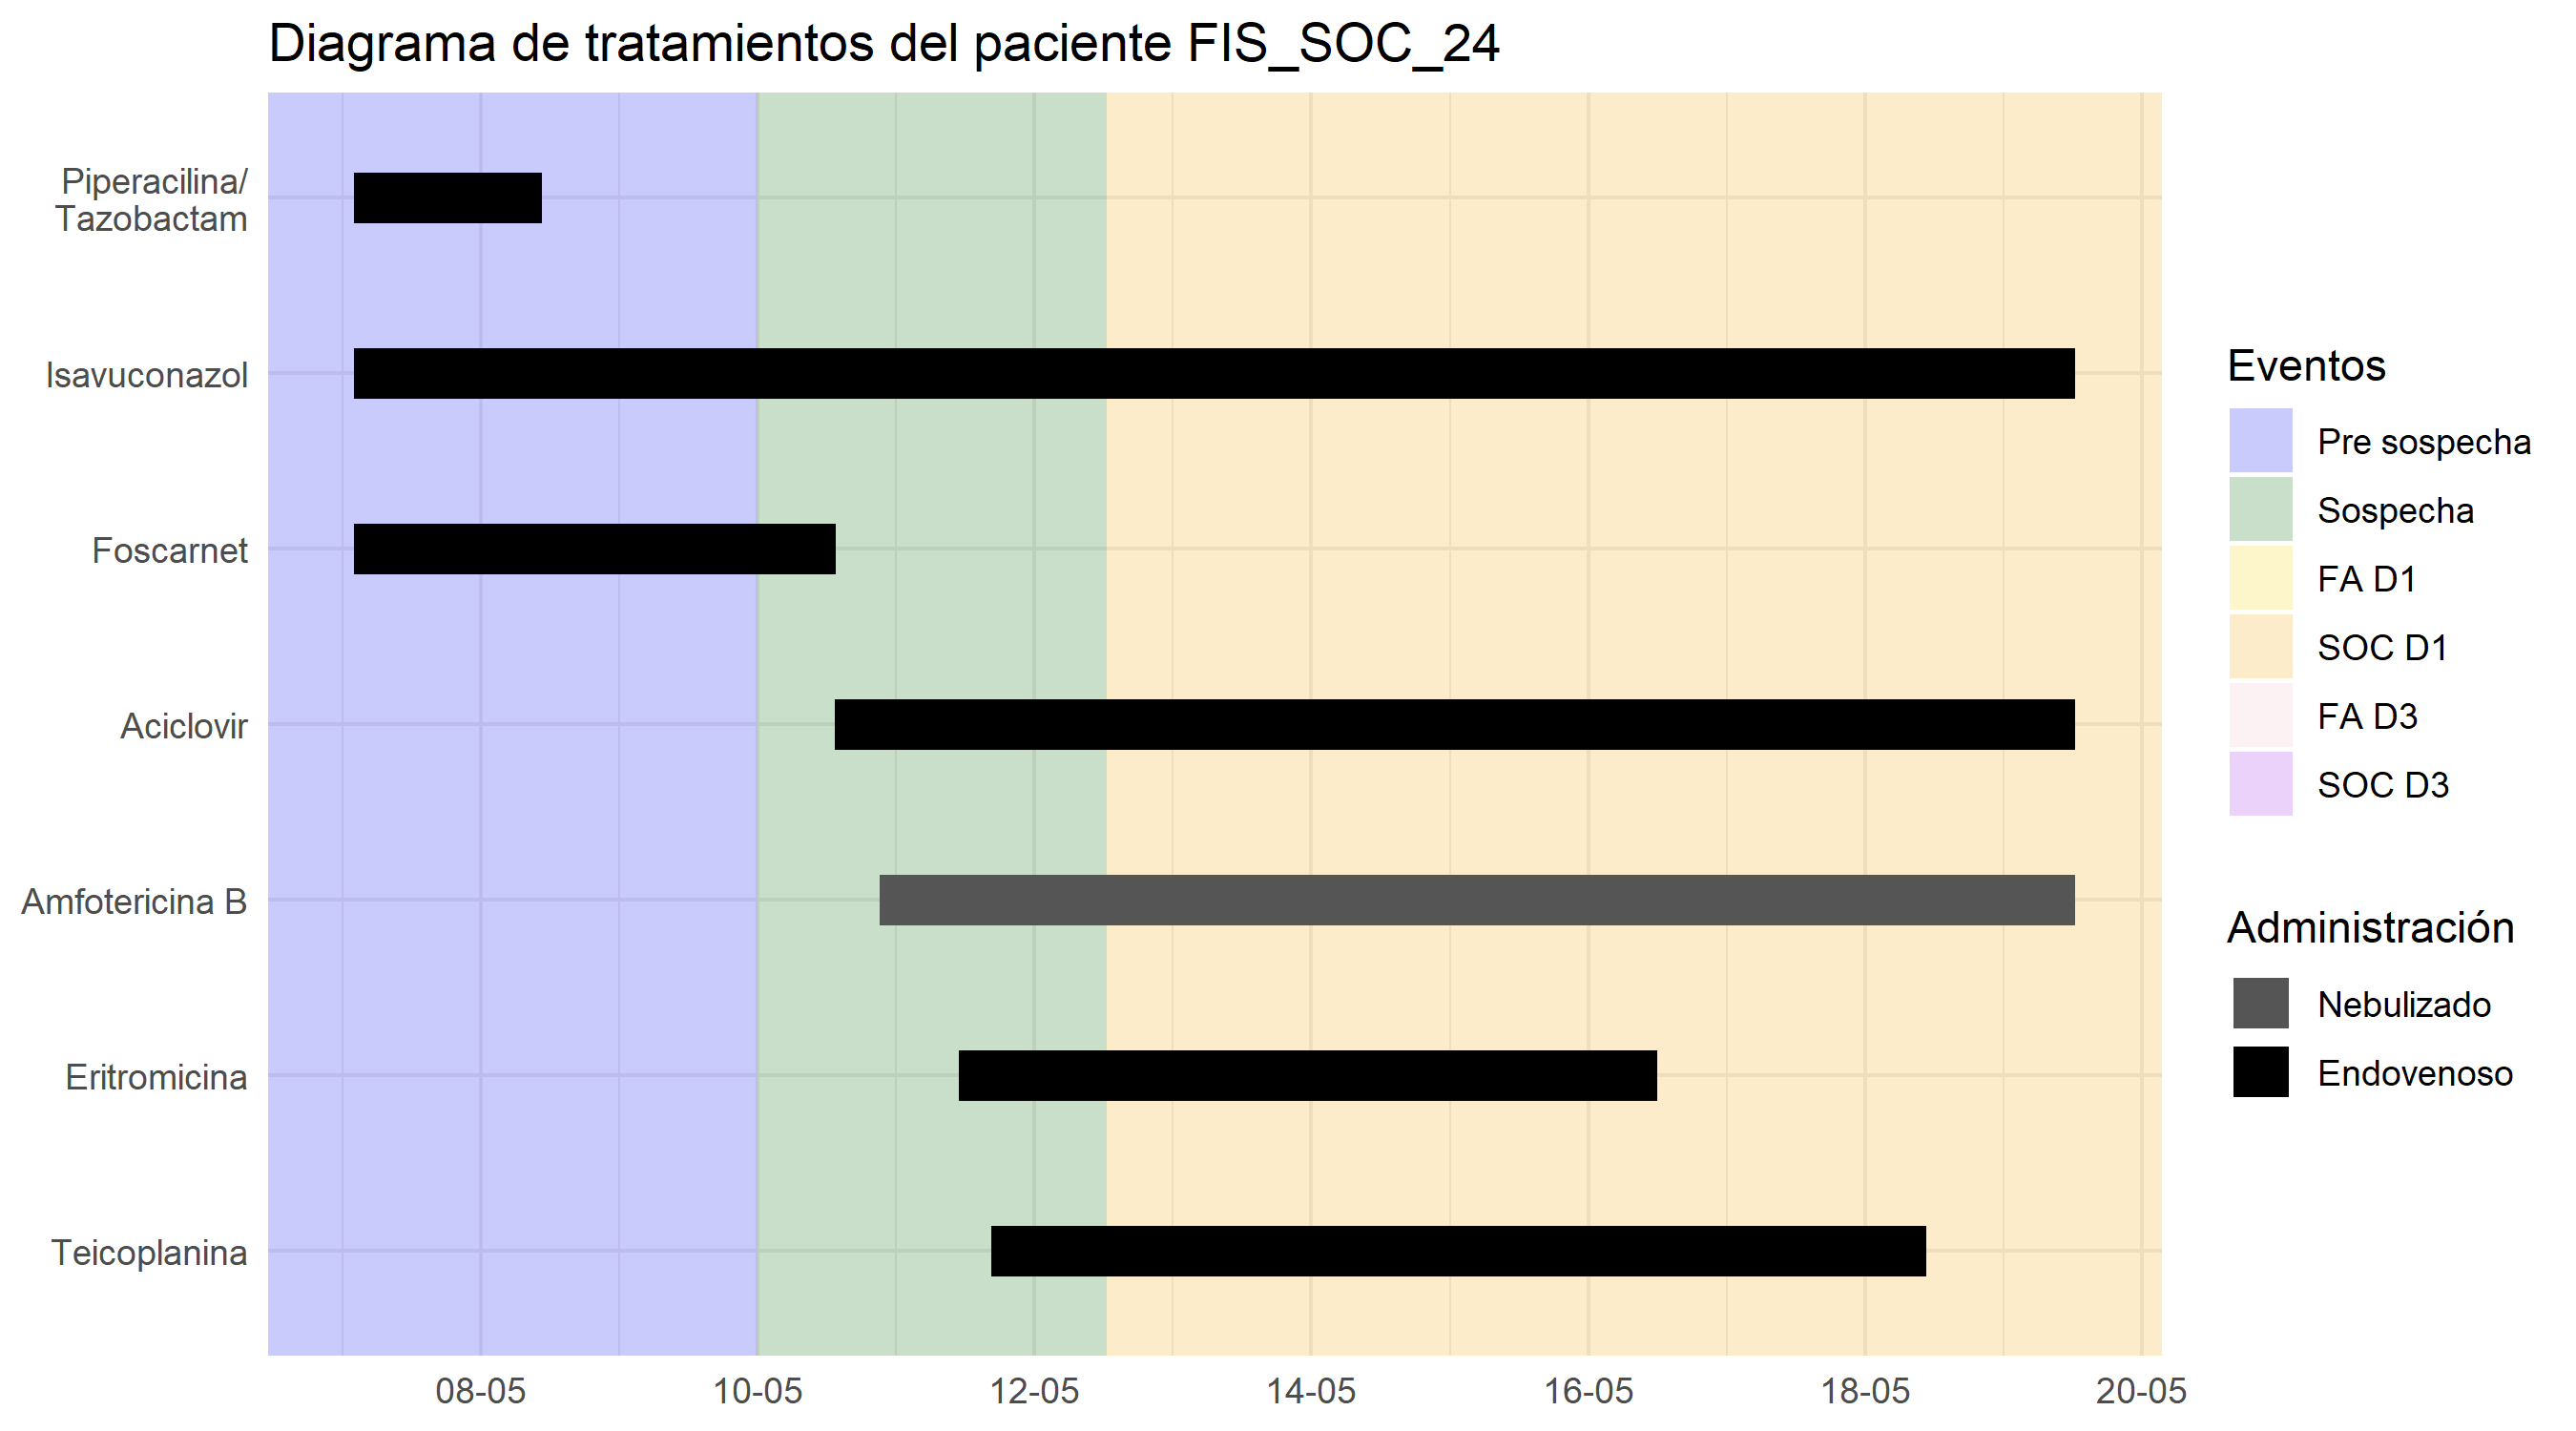 Diagrama de tratamientos del paciente FIS_SOC_24
Piperacilina/
Tazobactam
Isavuconazol
Foscarnet
Aciclovir
Amfotericina B
Eritromicina
Teicoplanina
08-05
10-05
12-05
14-05
16-05
18-05
20-05
Eventos
Pre sospecha
Sospecha
FA D1
SOC D1
FA D3
SOC D3
Administración
Nebulizado
Endovenoso